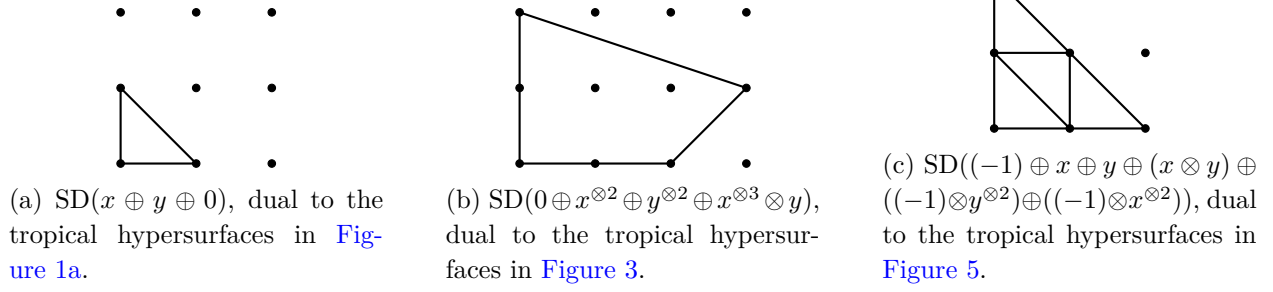 (a) SD(x ⊕ y ⊕ 0), dual to the
tropical hypersurfaces in Fig-
ure 1a.
(b) SD(0⊕x^{⊗2}⊕y^{⊗2}⊕x^{⊗3}⊗y),
dual to the tropical hypersur-
faces in Figure 3.
(c) SD((−1) ⊕ x ⊕ y ⊕ (x ⊗ y) ⊕
((−1)⊗y^{⊗2})⊕((−1)⊗x^{⊗2})), dual
to the tropical hypersurfaces in
Figure 5.